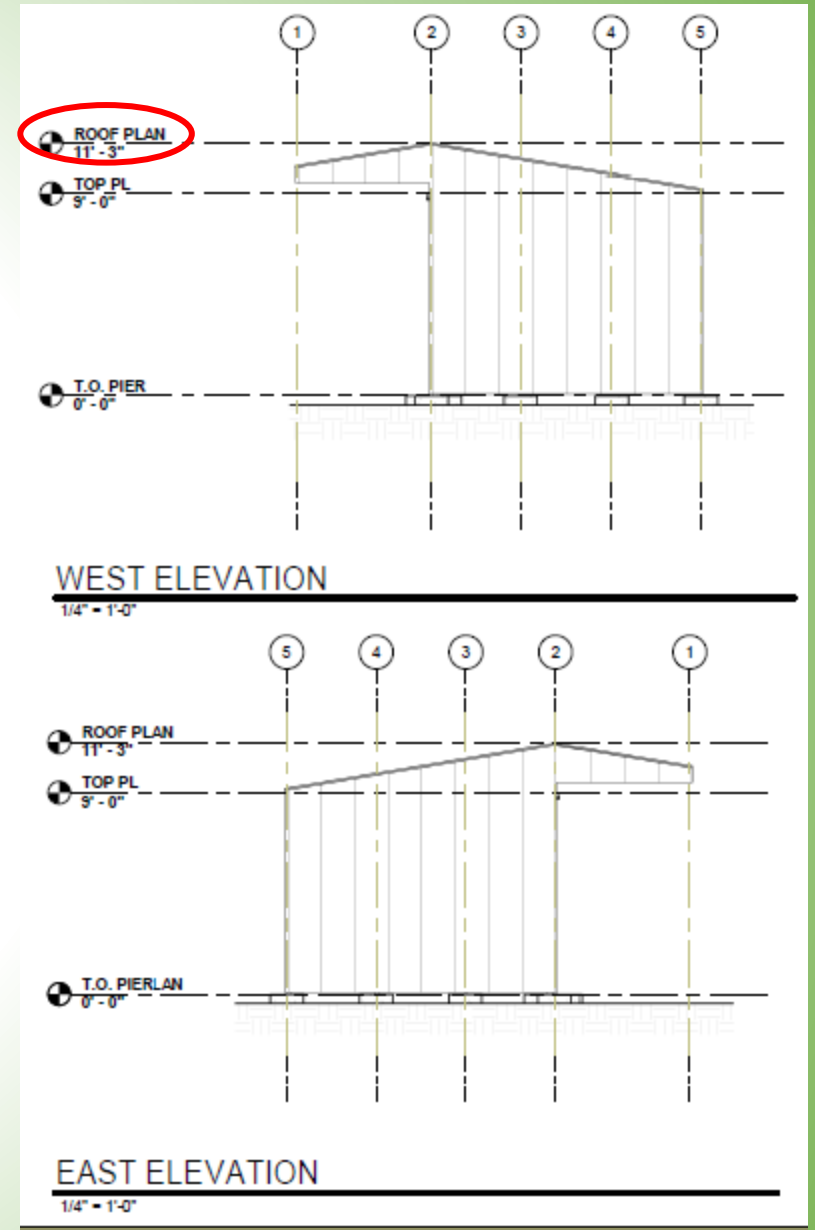 1 2 3 4 5
ROOF PLAN
11' - 3"
TOP PL
9' - 0"
T.O. PIER
0' - 0"
WEST ELEVATION
1/4" = 1'-0"
5 4 3 2 1
ROOF PLAN
11' - 3"
TOP PL
9' - 0"
T.O. PIERLAN
0' - 0"
EAST ELEVATION
1/4" = 1'-0"